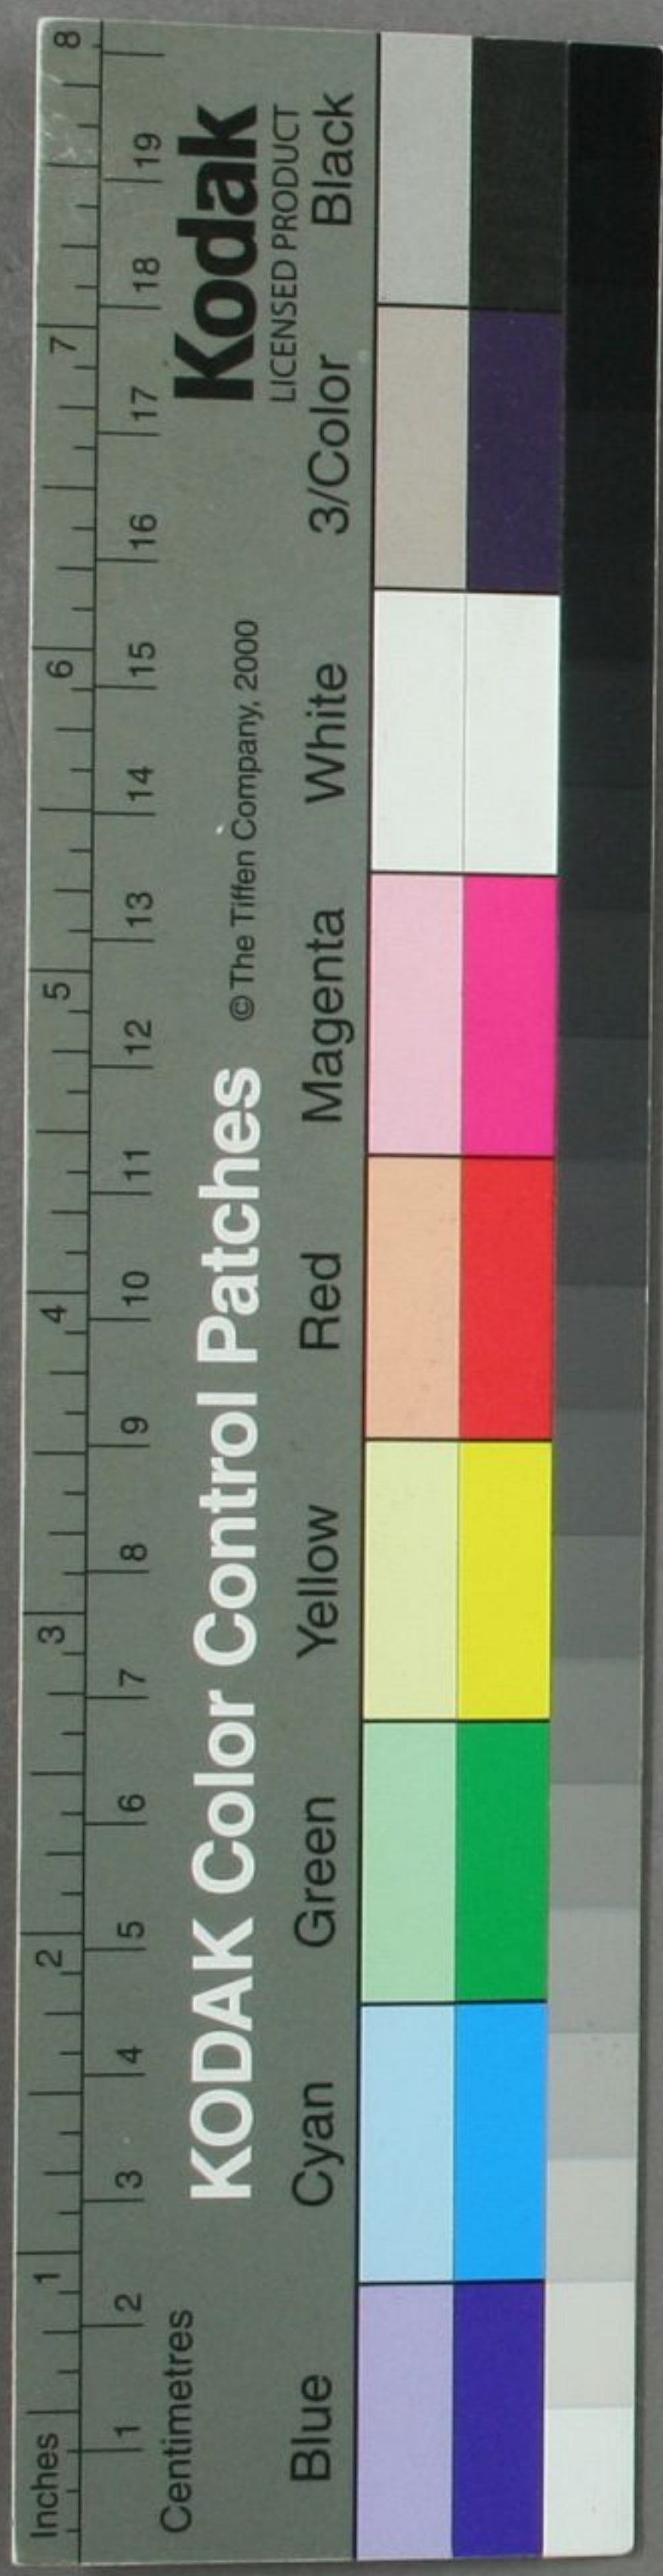 Inches 1 2 3 4 5 6 7 8
1 2 3 4 5 6 7 8 9 10 11 12 13 14 15 16 17 18 19
Centimetres
KODAK Color Control Patches © The Tiffen Company, 2000 Kodak
LICENSED PRODUCT
Blue Cyan Green Yellow Red Magenta White 3/Color Black